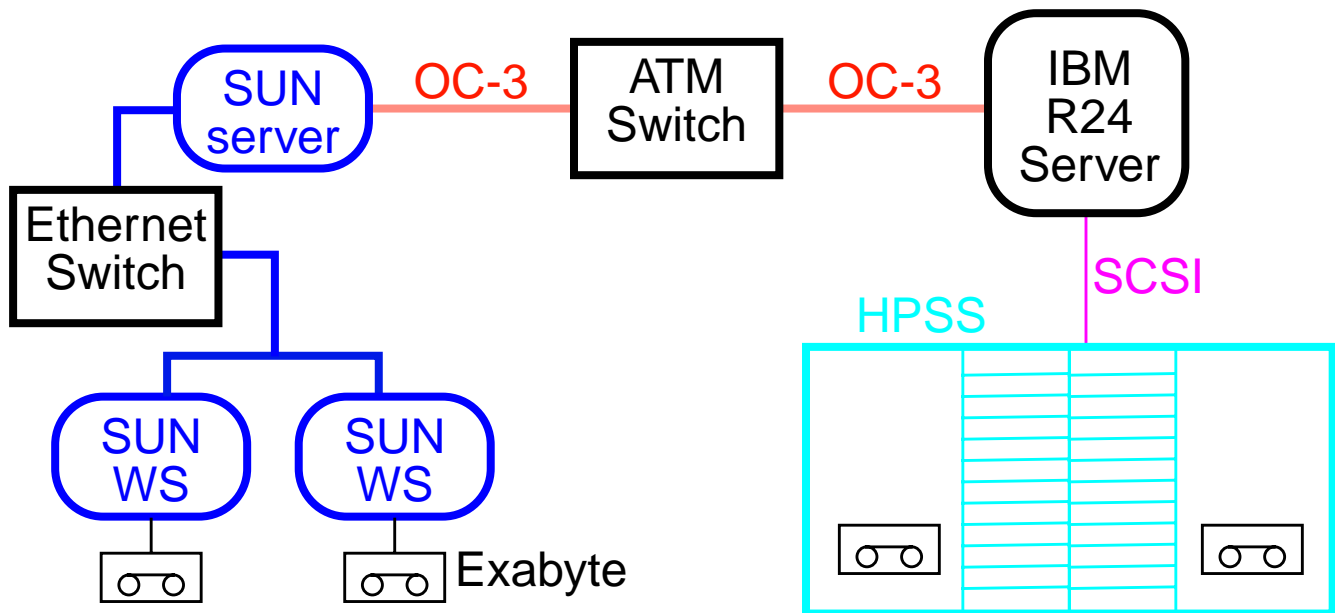 SUN
server
OC-3
ATM
Switch
OC-3
IBM
R24
Server
Ethernet
Switch
SCSI
HPSS
SUN
WS
SUN
WS
Exabyte